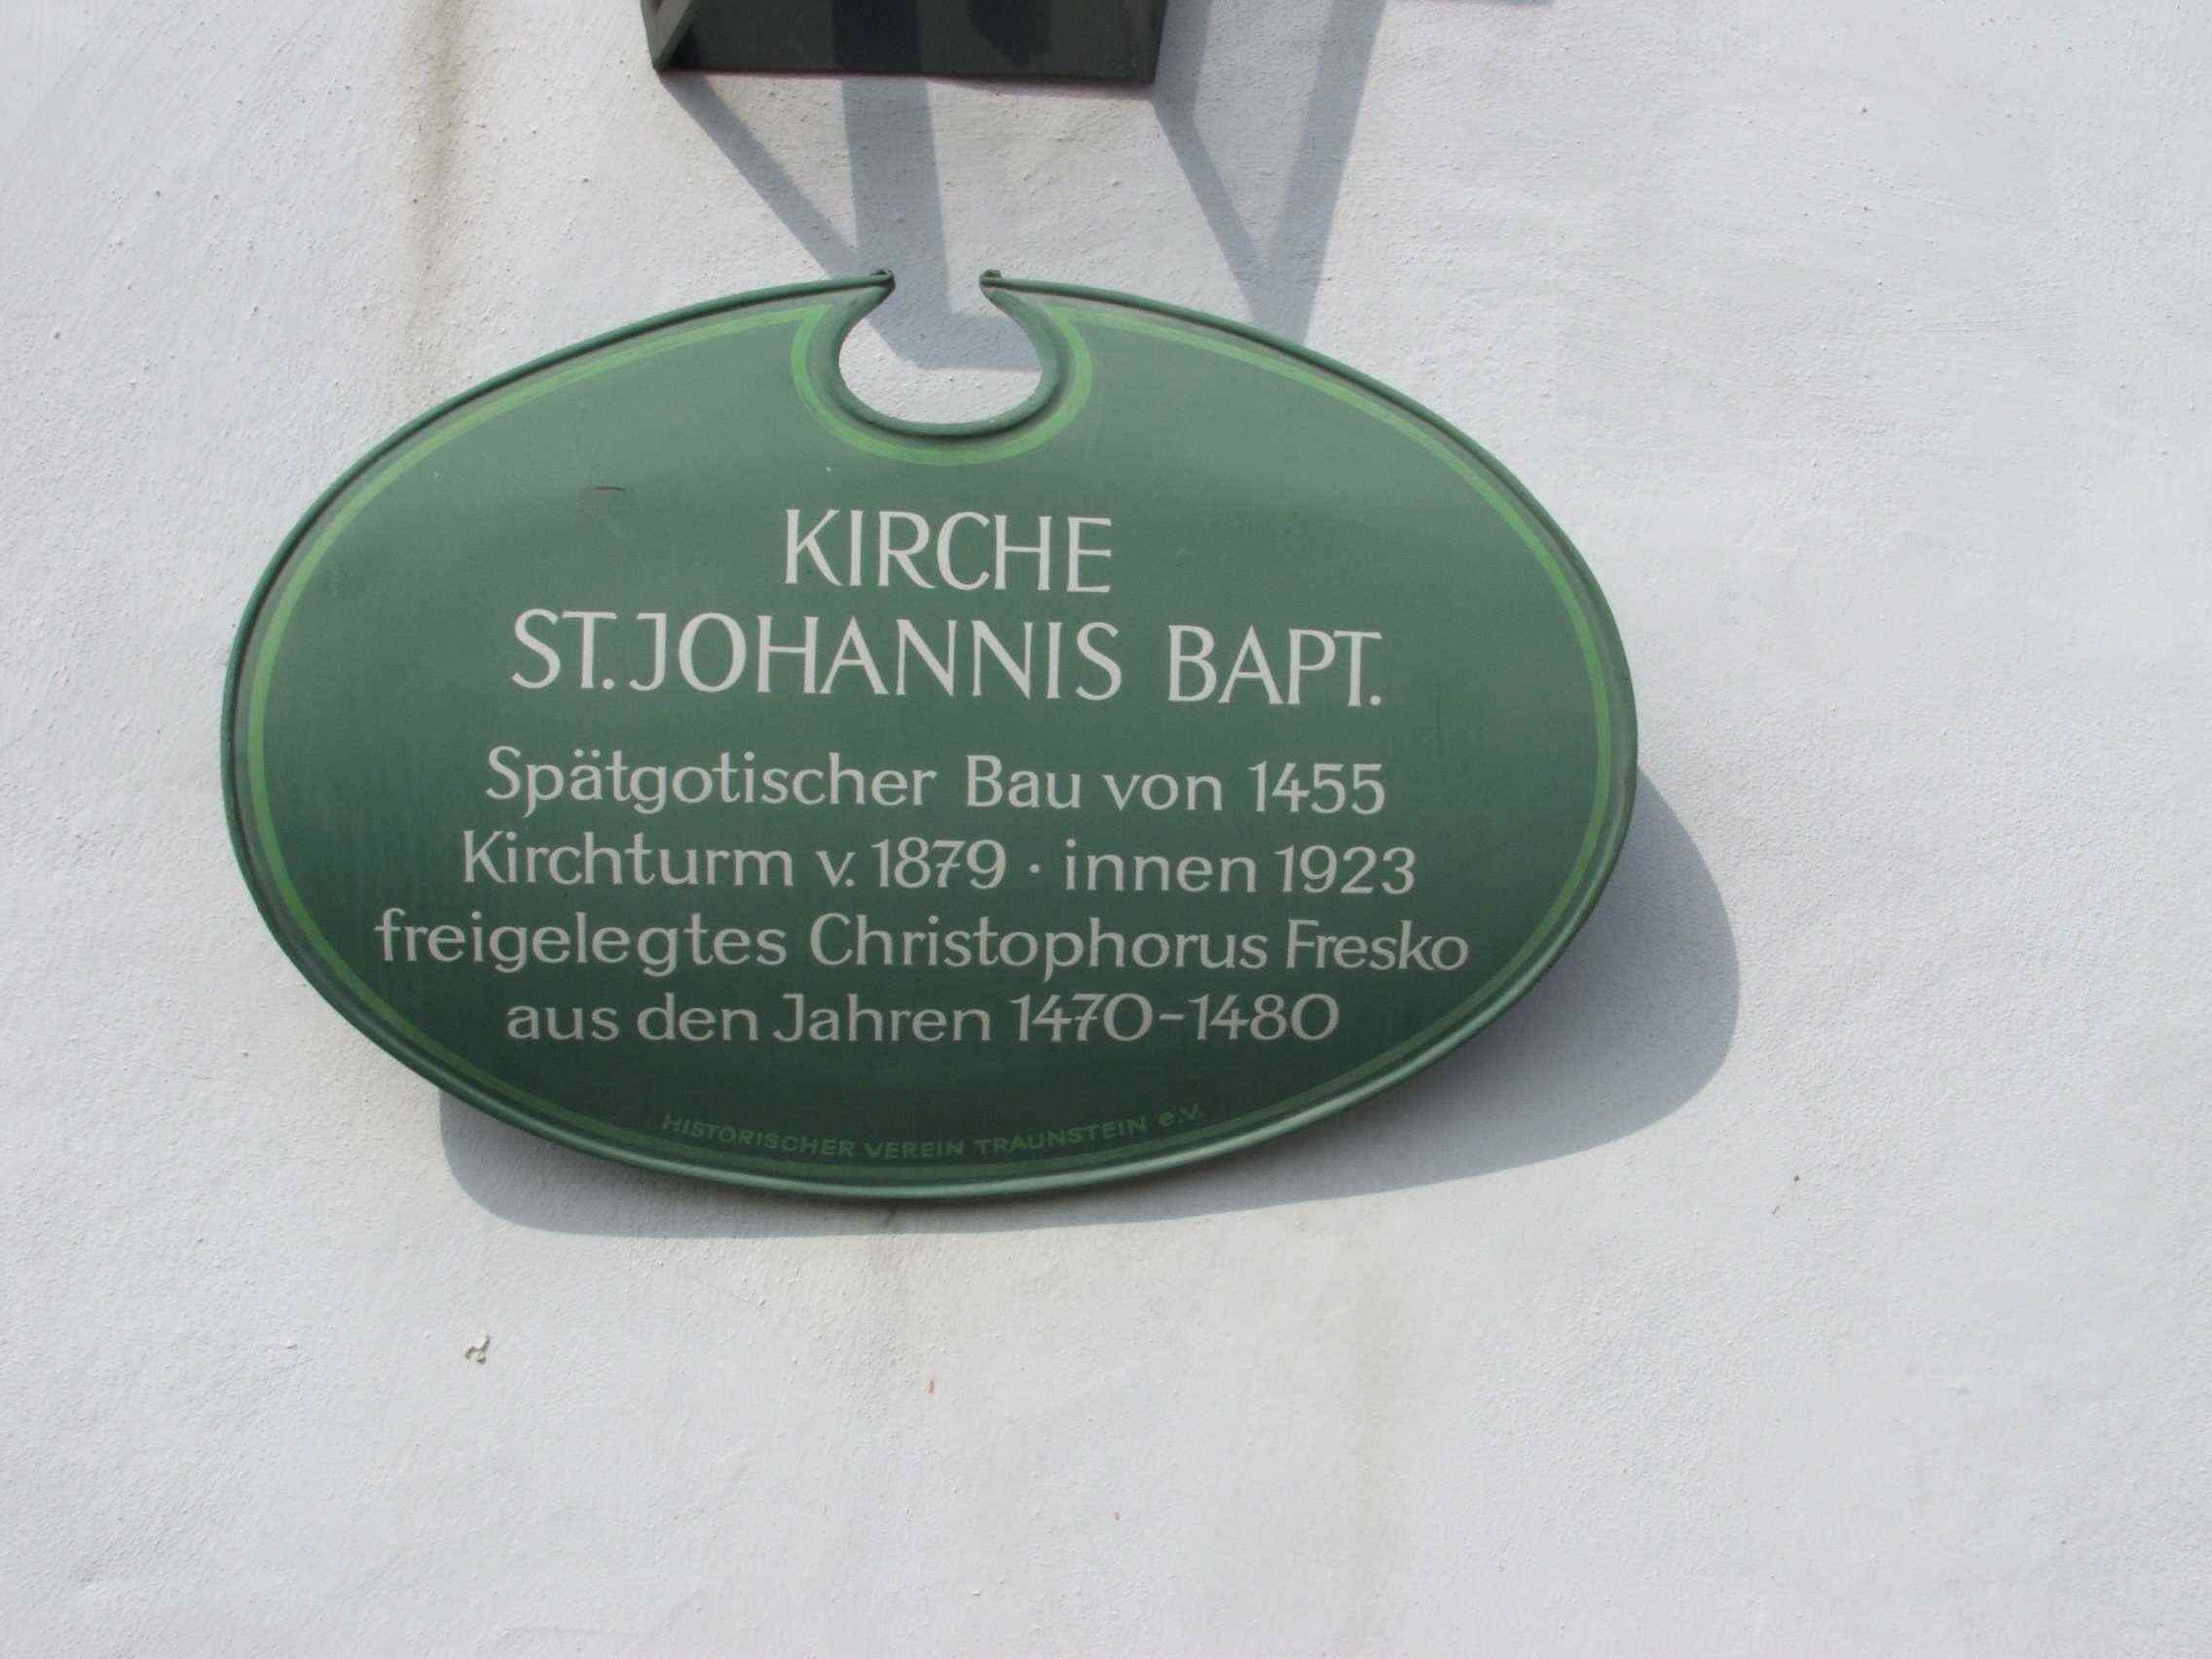 KIRCHE
ST. JOHANNIS BAPT.
Spätgotischer Bau von 1455
Kirchturm v. 1879 · innen 1923
freigelegtes Christophorus Fresko
aus den Jahren 1470-1480
HISTORISCHER VEREIN TRAUNSTEIN e.V.